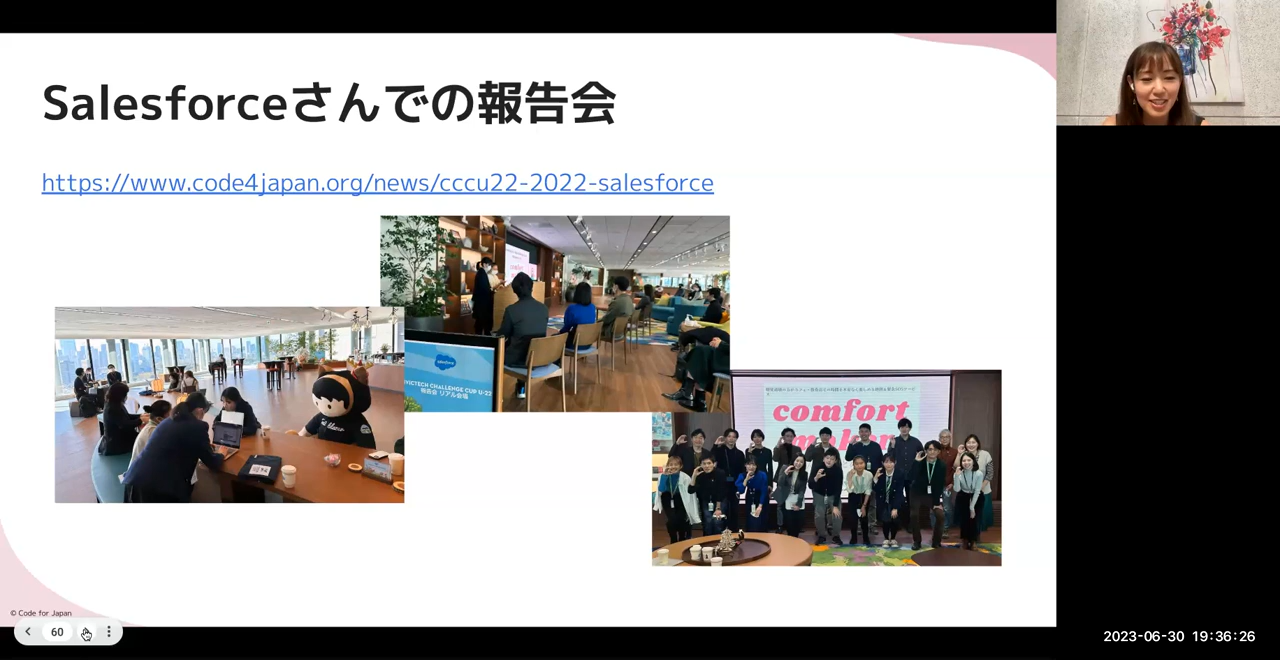 Salesforceさんでの報告会
https://www.code4japan.org/news/cccu22-2022-salesforce
salesforce
IVICTECH CHALLENGE CUP U-22
報告会 リアル会場
comfort
© Code for Japan
60
2023-06-30 19:36:26